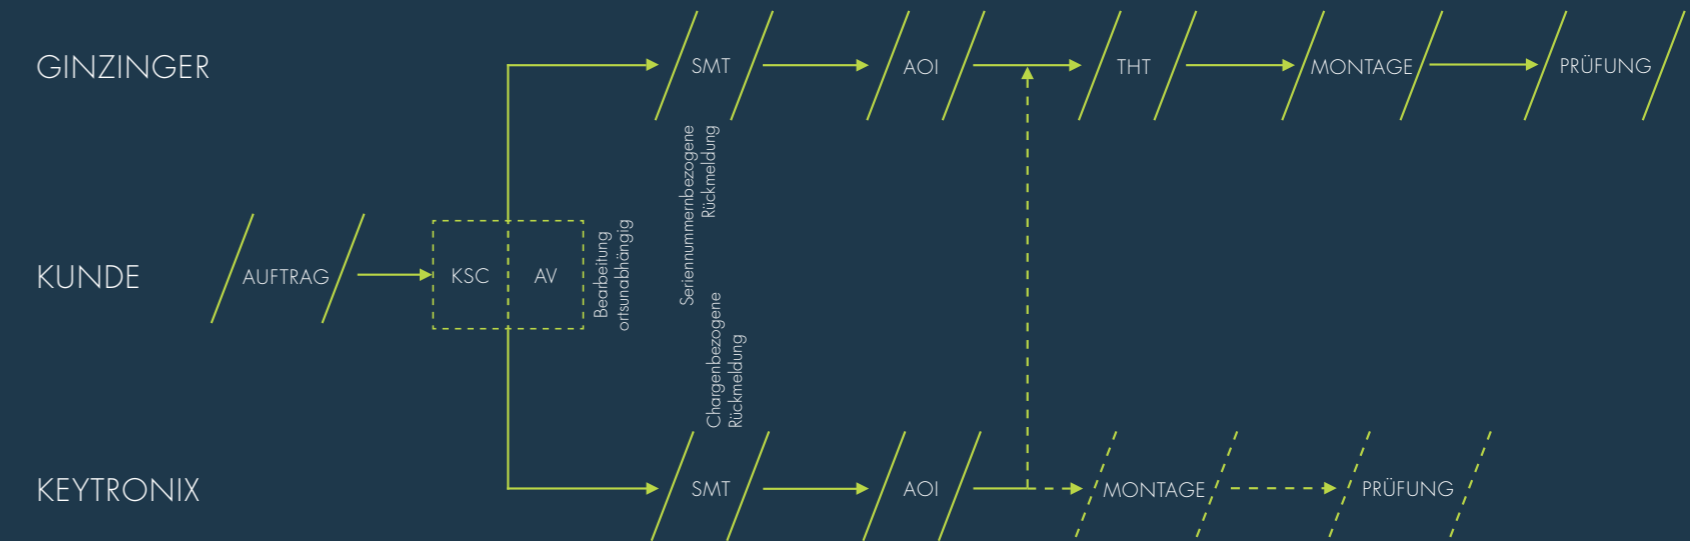 GINZINGER
SMT
AOI
THT
MONTAGE
PRÜFUNG
Seriennummernbezogene
Rückmeldung
KUNDE
AUFTRAG
KSC
AV
Bearbeitung
ortsunabhängig
Chargenbezogene
Rückmeldung
KEYTRONIX
SMT
AOI
MONTAGE
PRÜFUNG